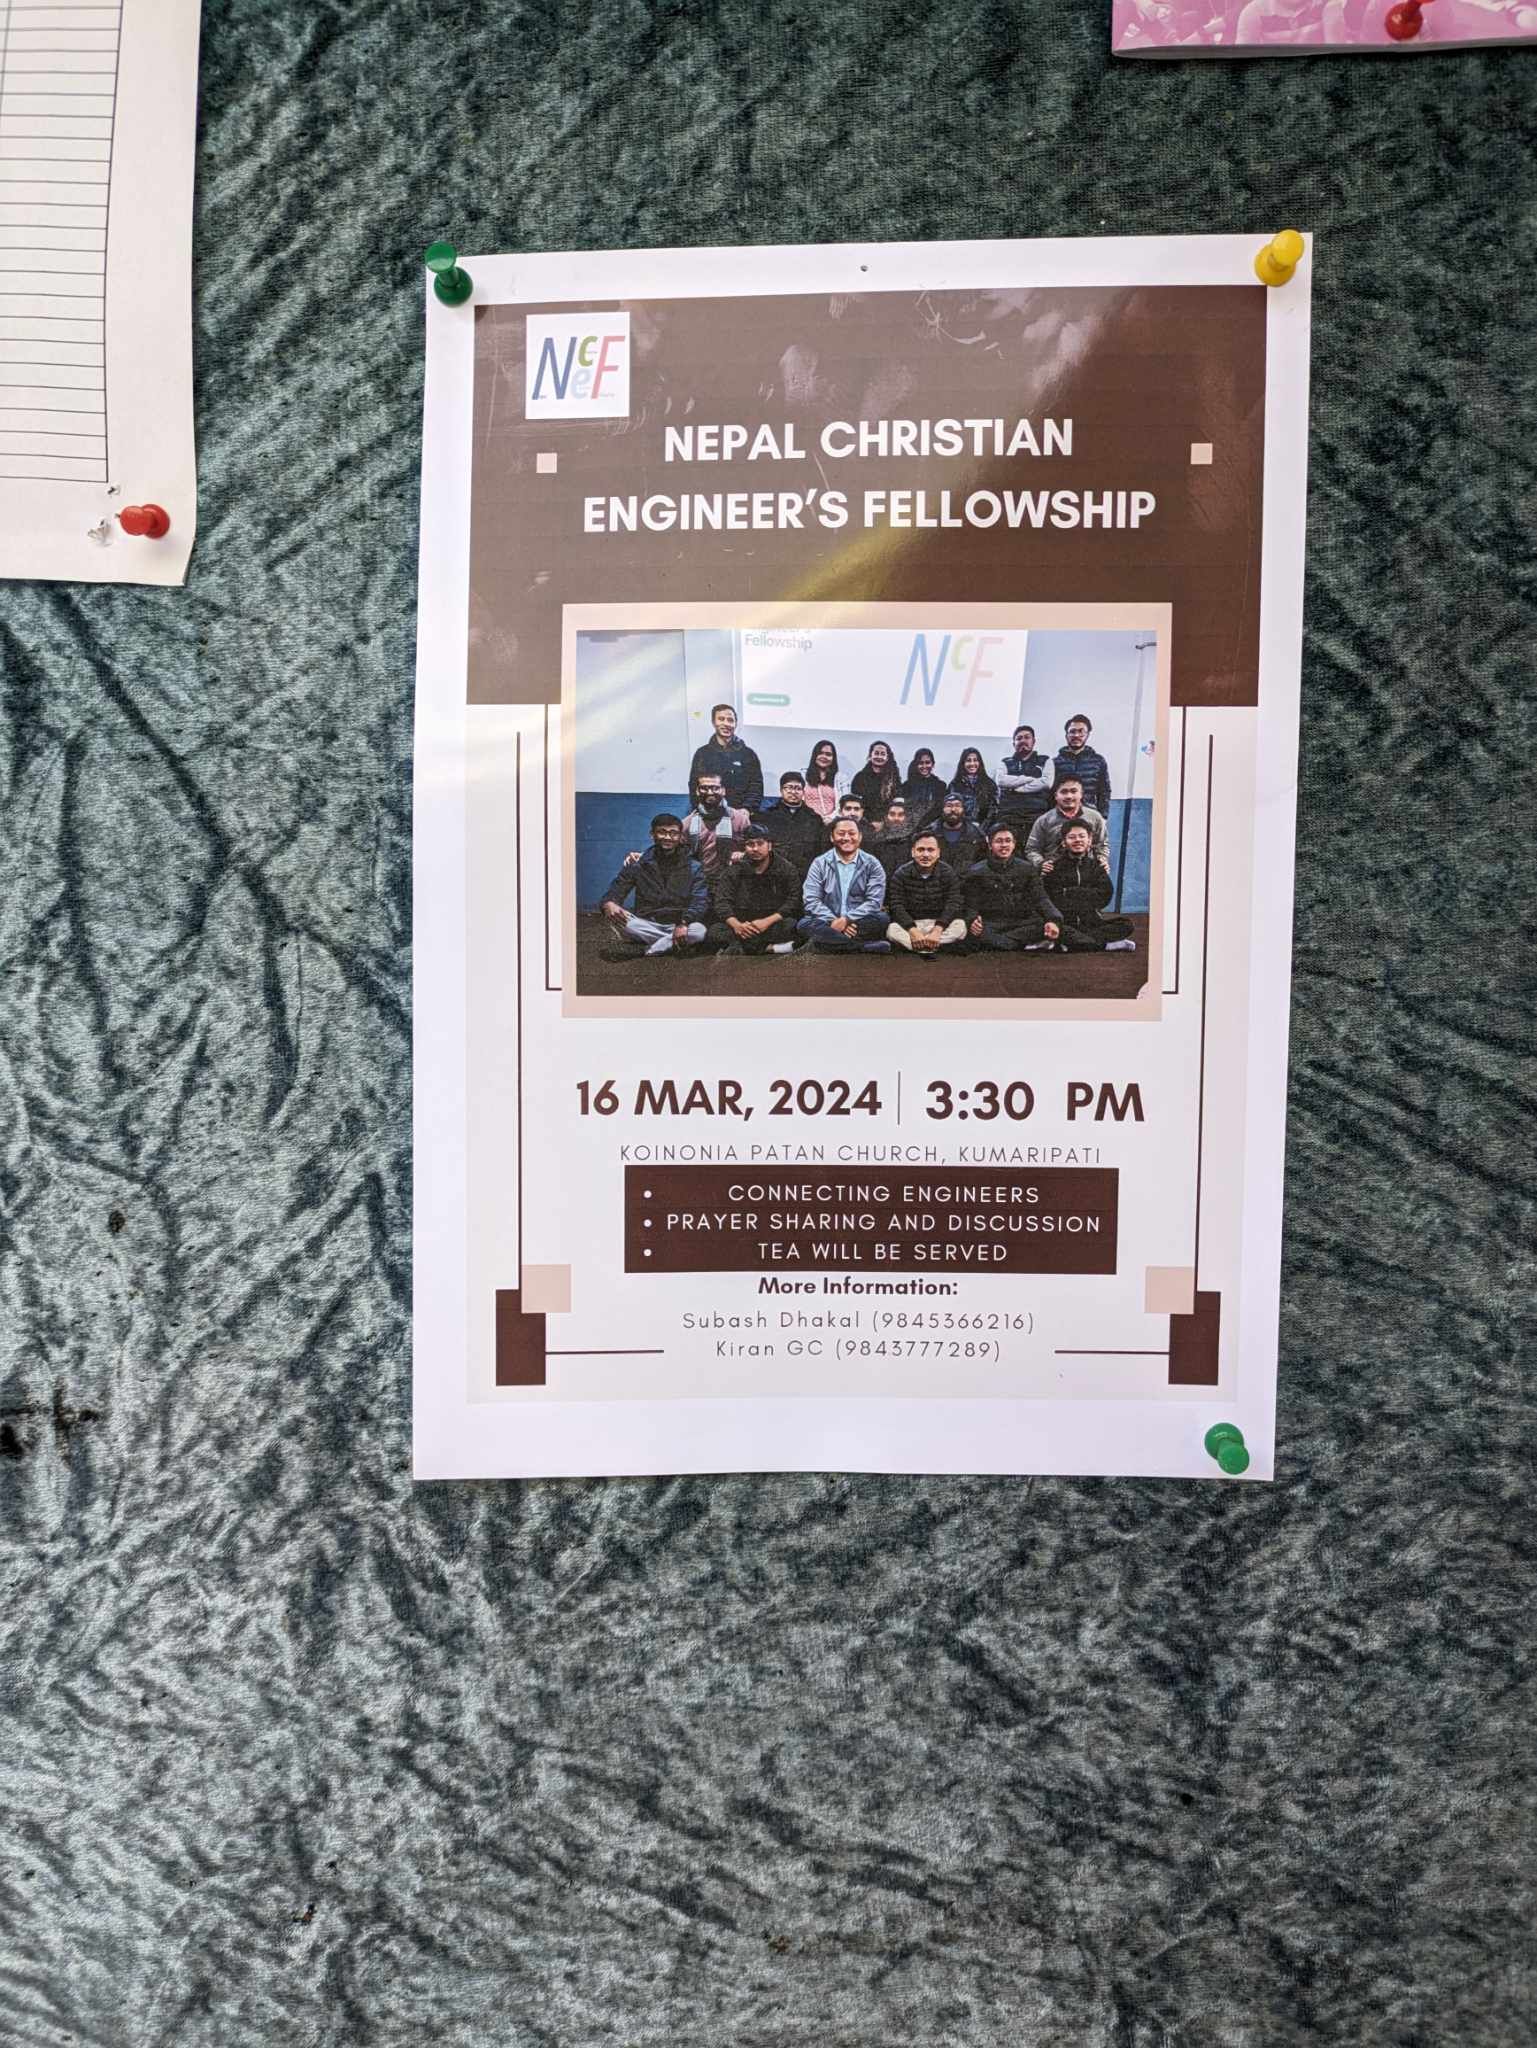 NceF
NEPAL CHRISTIAN
ENGINEER'S FELLOWSHIP
Fellowship
NcF
16 MAR, 2024 | 3:30 PM
KOINONIA PATAN CHURCH, KUMARIPATI
• CONNECTING ENGINEERS
• PRAYER SHARING AND DISCUSSION
• TEA WILL BE SERVED
More Information:
Subash Dhakal (9845366216)
Kiran GC (9843777289)